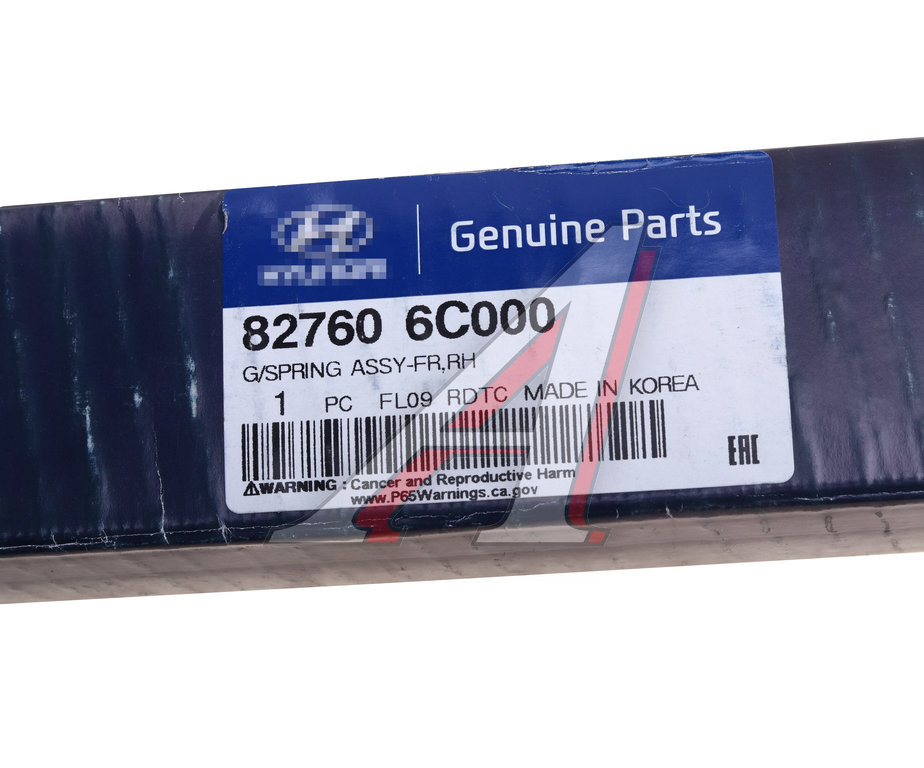 HYUNDAI
Genuine Parts
82760 6C000
G/SPRING ASSY-FR,RH
1 PC FL09 RDTC MADE IN KOREA
WARNING : Cancer and Reproductive Harm
www.P65Warnings.ca.gov
EAC